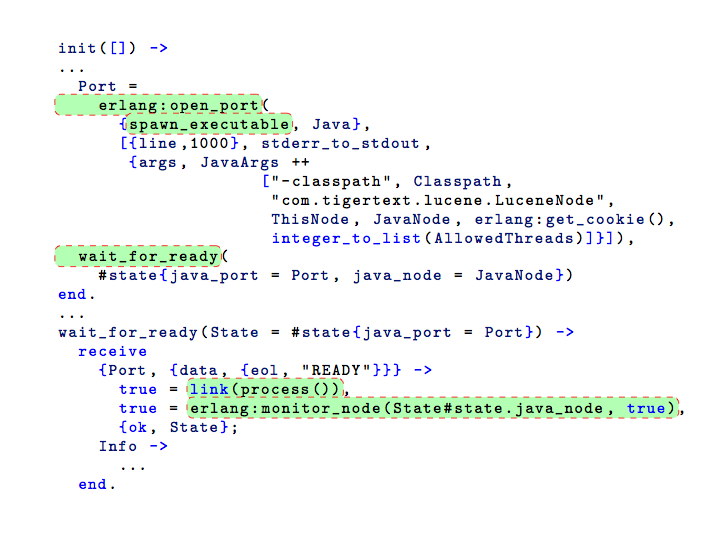 init([]) ->
...
  Port =
    erlang:open_port(
      {spawn_executable, Java},
      [{line,1000}, stderr_to_stdout,
       {args, JavaArgs ++
                    ["-classpath", Classpath,
                     "com.tigertext.lucene.LuceneNode",
                     ThisNode, JavaNode, erlang:get_cookie(),
                     integer_to_list(AllowedThreads)]}]),
  wait_for_ready(
    #state{java_port = Port, java_node = JavaNode})
end.
...
wait_for_ready(State = #state{java_port = Port}) ->
  receive
    {Port, {data, {eol, "READY"}}} ->
      true = link(process()),
      true = erlang:monitor_node(State#state.java_node, true),
      {ok, State};
    Info ->
      ...
  end.